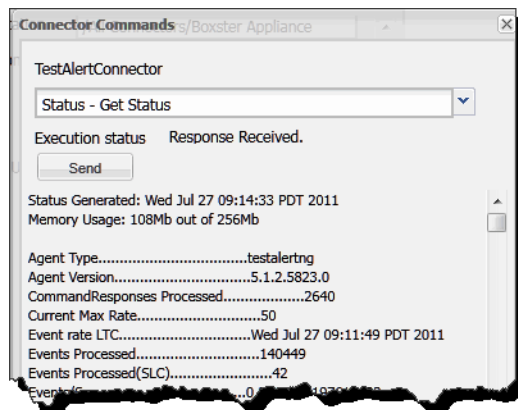 Connector Commands
Connectors/Boxster Appliance
TestAlertConnector
Status - Get Status
Execution status Response Received.
Send
Status Generated: Wed Jul 27 09:14:33 PDT 2011
Memory Usage: 108Mb out of 256Mb
Agent Type..................................testalertng
Agent Version...............................5.1.2.5823.0
CommandResponses Processed...................2640
Current Max Rate............................50
Event rate LTC..............................Wed Jul 27 09:11:49 PDT 2011
Events Processed............................140449
Events Processed(SLC).......................42